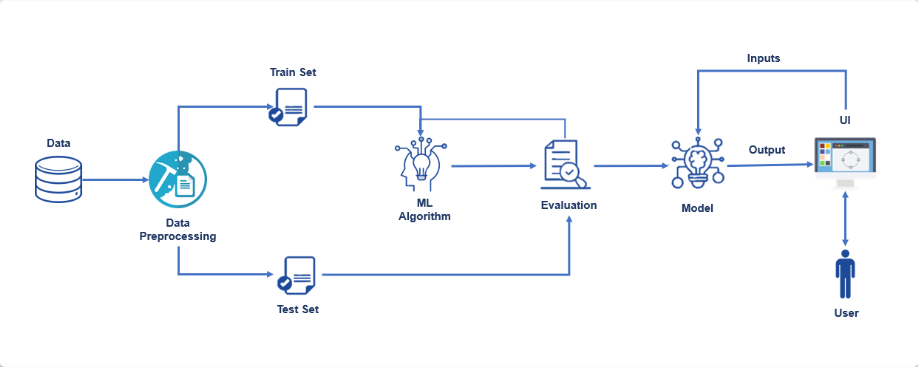 Data
Data
Preprocessing
Train Set
Test Set
ML
Algorithm
Evaluation
Model
Inputs
Output
UI
User